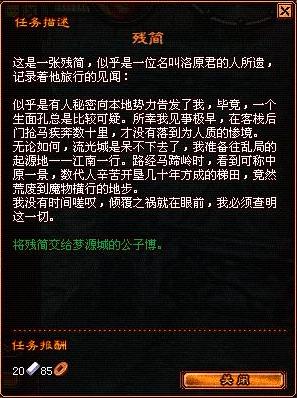 任务描述
残简
这是一张残简，似乎是一位名叫洛原君的人所遗，
记录着他旅行的见闻：
似乎是有人秘密向本地势力告发了我，毕竟，一个
生面孔总是比较可疑。所幸我见事极早，在客栈后
门抢马疾奔数十里，才没有落到为人质的惨境。
无论如何，流光城是呆不下去了，我准备往乱局的
起源地——江南一行。路经马蹄岭时，看到可称中
原一景，数代人辛苦开垦几十年方成的梯田，竟然
荒废到魔物横行的地步。
我没有时间嗟叹，倾覆之祸就在眼前，我必须查明
这一切。
将残简交给梦源城的公子博。
任务报酬
20 85
关闭